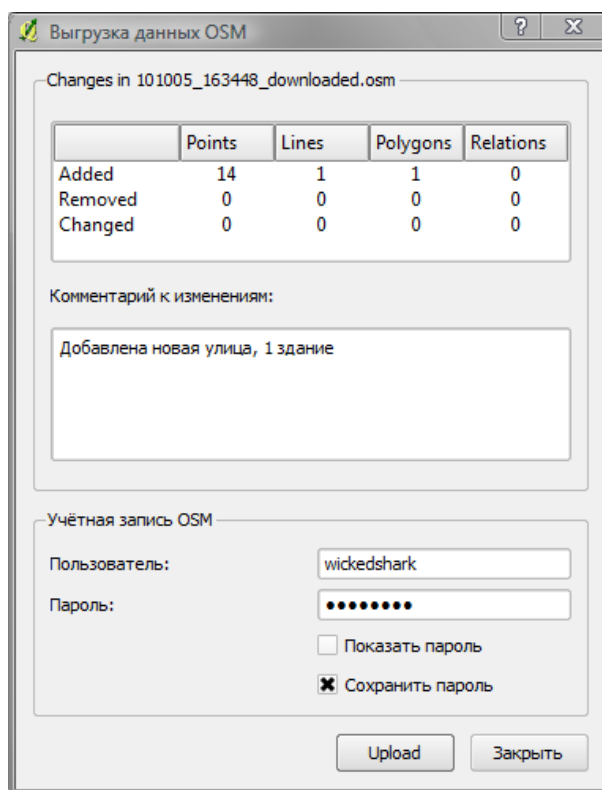 Выгрузка данных OSM
Changes in 101005_163448_downloaded.osm
Points Lines Polygons Relations
Added 14 1 1 0
Removed 0 0 0 0
Changed 0 0 0 0
Комментарий к изменениям:
Добавлена новая улица, 1 здание
Учётная запись OSM
Пользователь: wickedshark
Пароль: ●●●●●●●●
Показать пароль
Сохранить пароль
Upload Закрыть